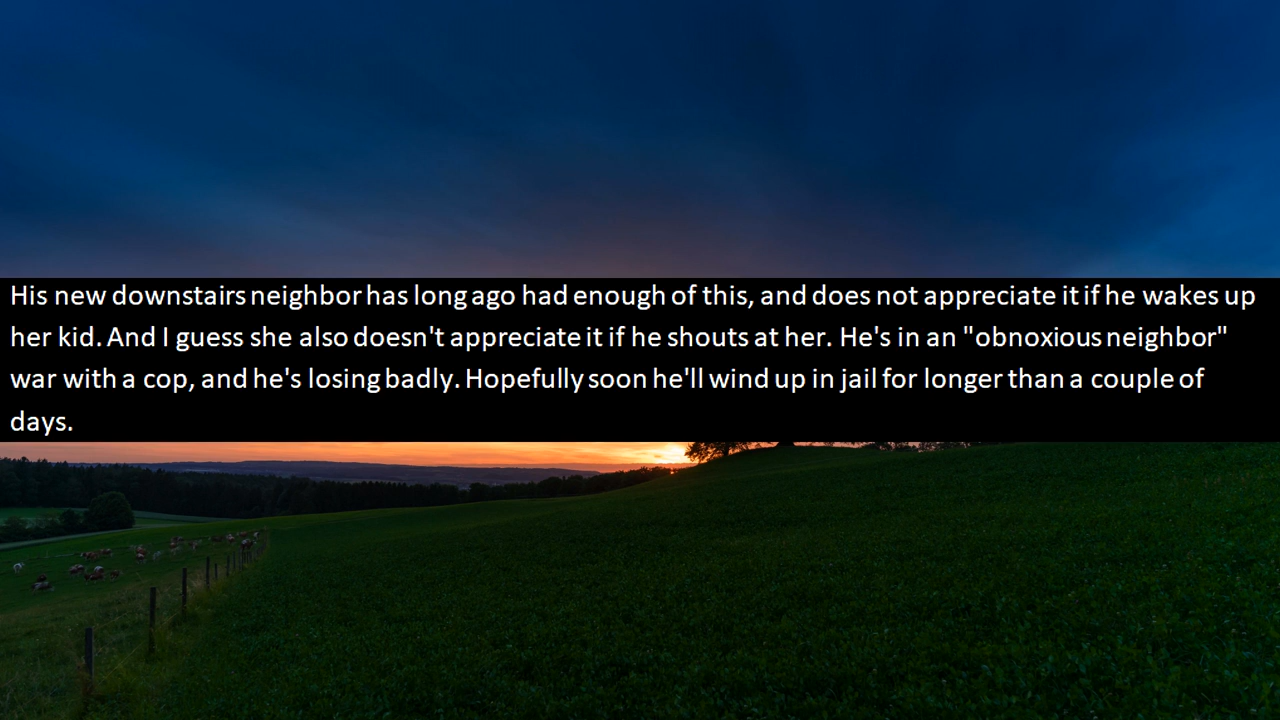 His new downstairs neighbor has long ago had enough of this, and does not appreciate it if he wakes up
her kid. And I guess she also doesn't appreciate it if he shouts at her. He's in an "obnoxious neighbor"
war with a cop, and he's losing badly. Hopefully soon he'll wind up in jail for longer than a couple of
days.